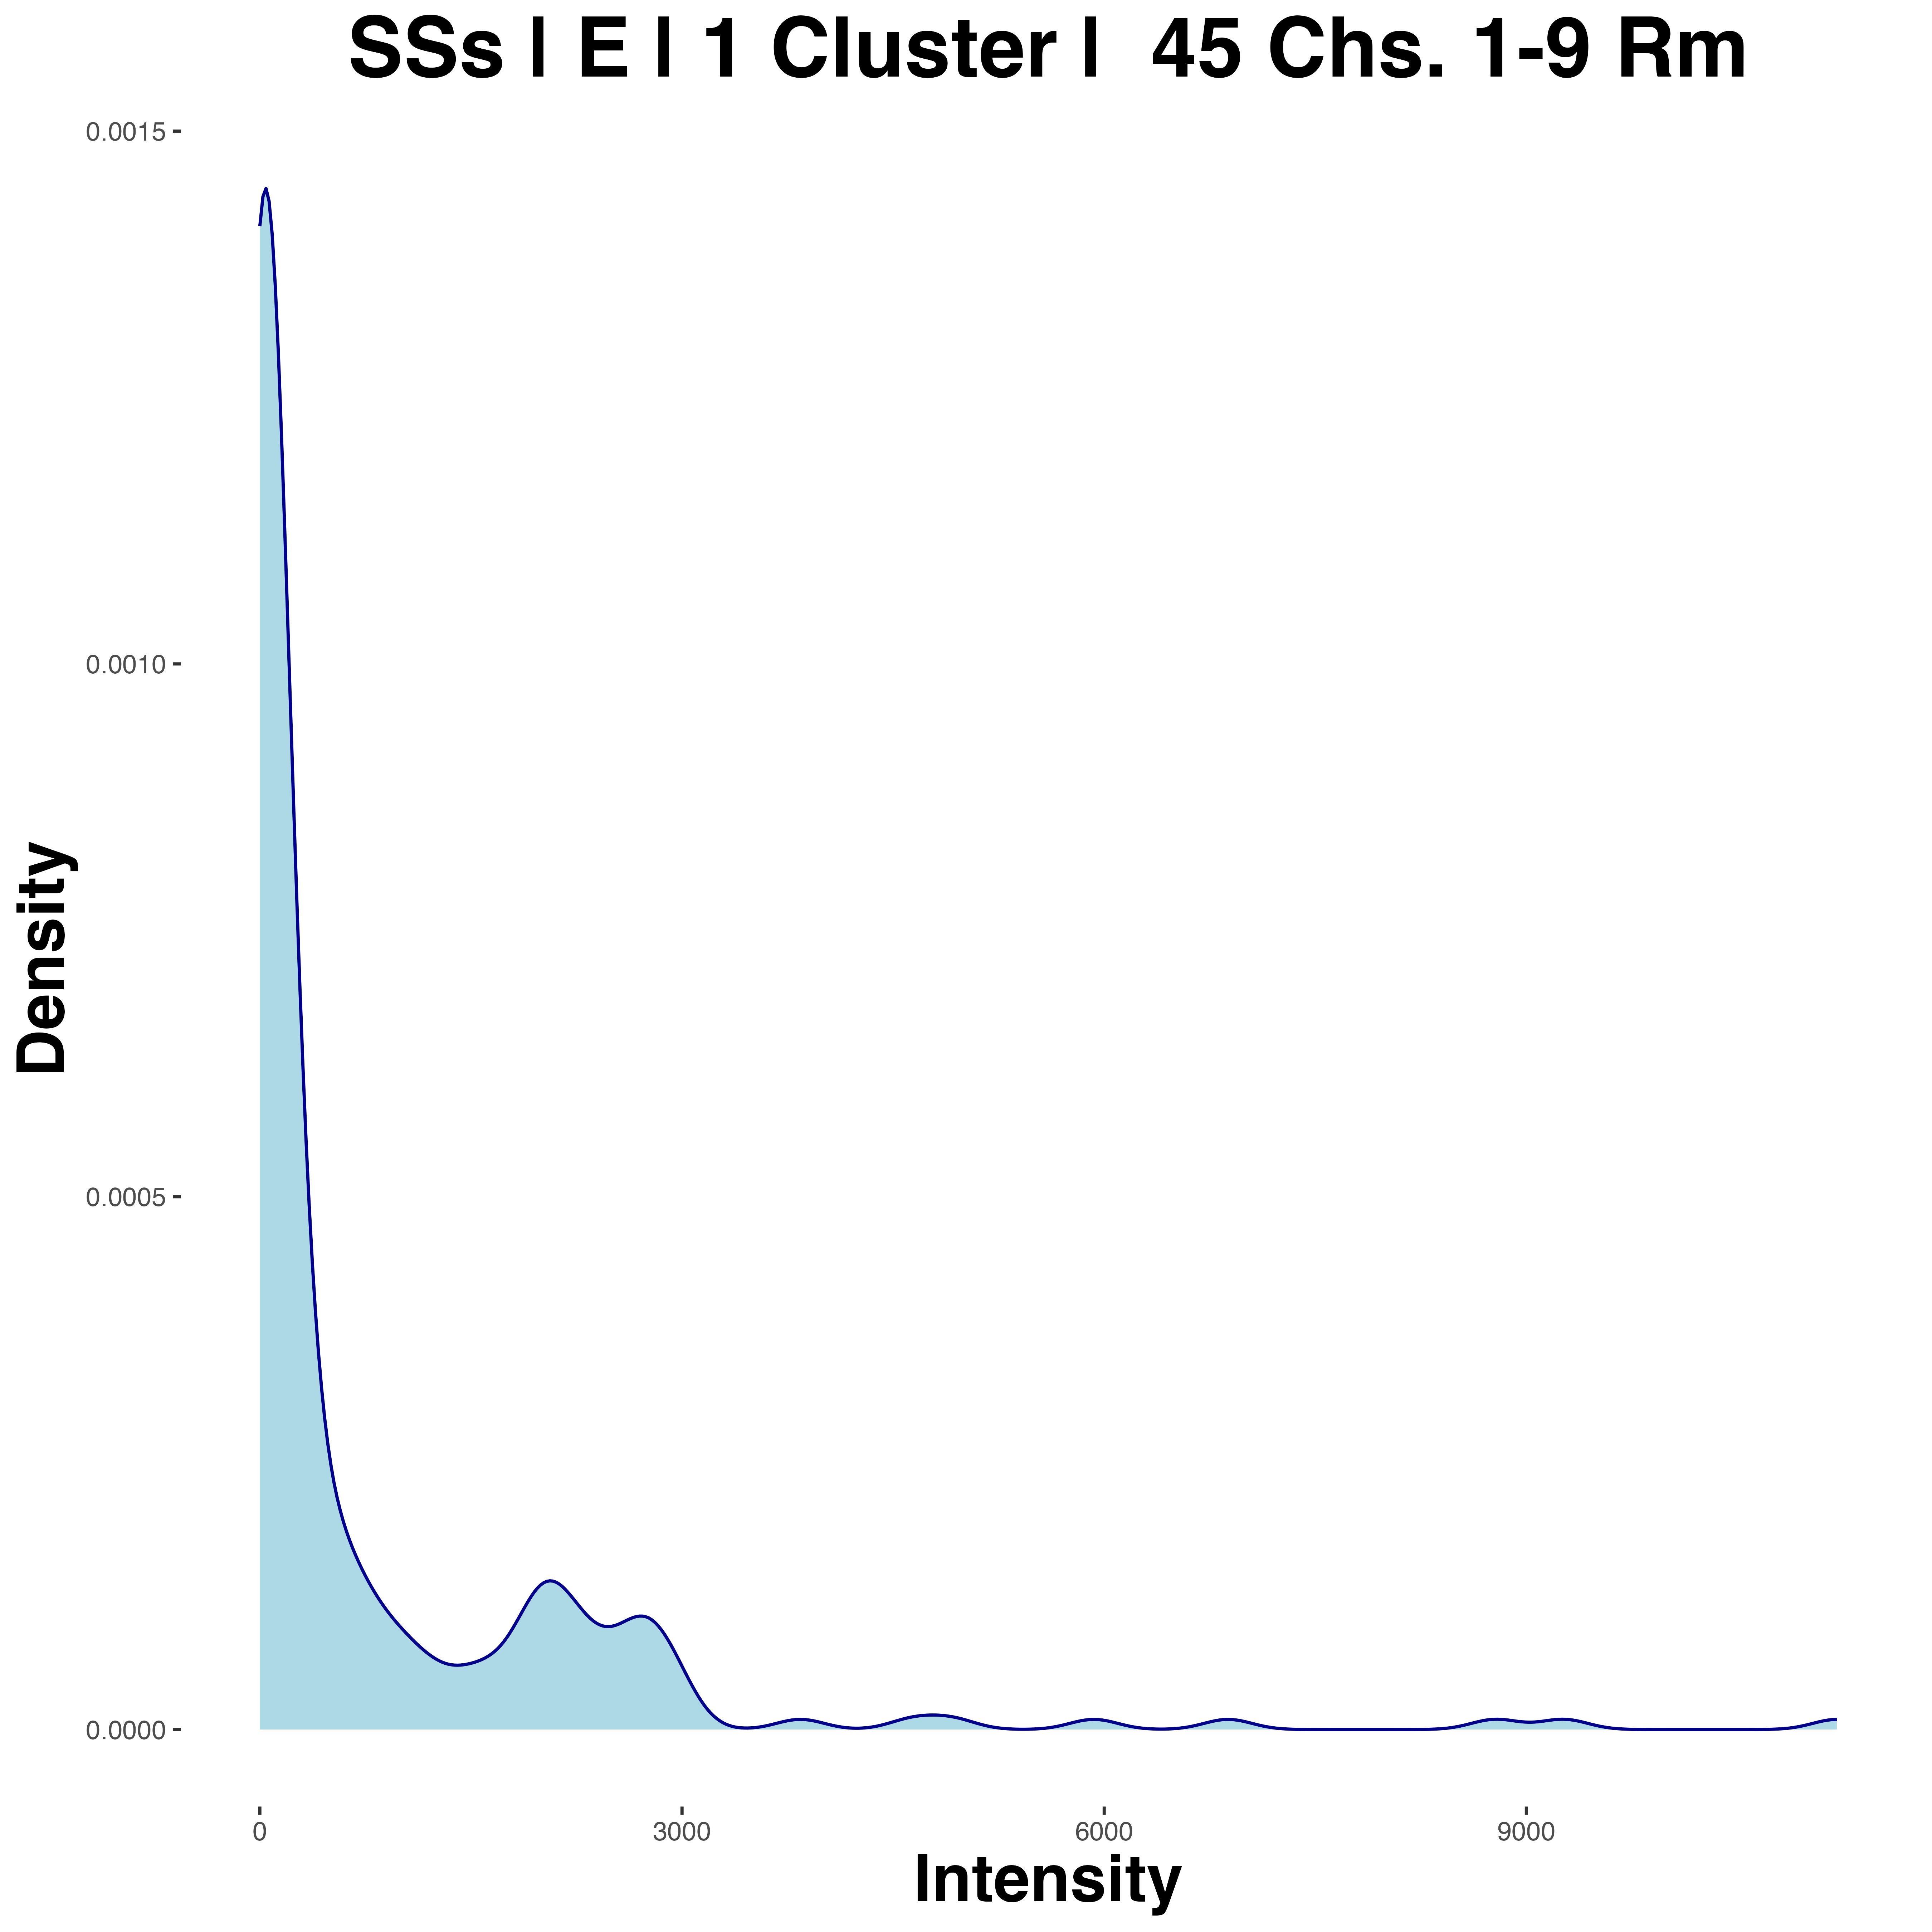 SSs | E | 1 Cluster |  45 Chs. 1-9 Rm
0.0015
0.0010
0.0005
0.0000
Density
0 3000 6000 9000
Intensity